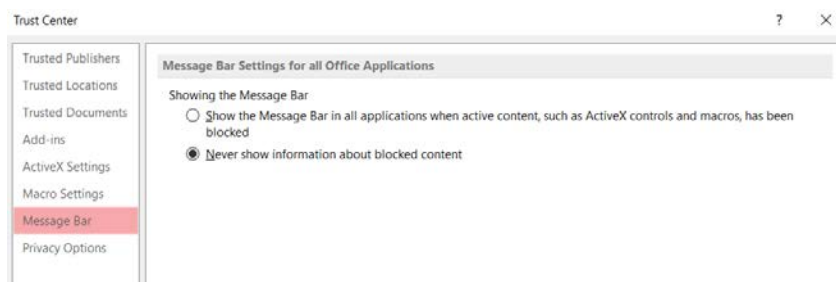 Trust Center
?
Trusted Publishers
Trusted Locations
Trusted Documents
Add-ins
ActiveX Settings
Macro Settings
Message Bar
Privacy Options
Message Bar Settings for all Office Applications
Showing the Message Bar
Show the Message Bar in all applications when active content, such as ActiveX controls and macros, has been
blocked
Never show information about blocked content